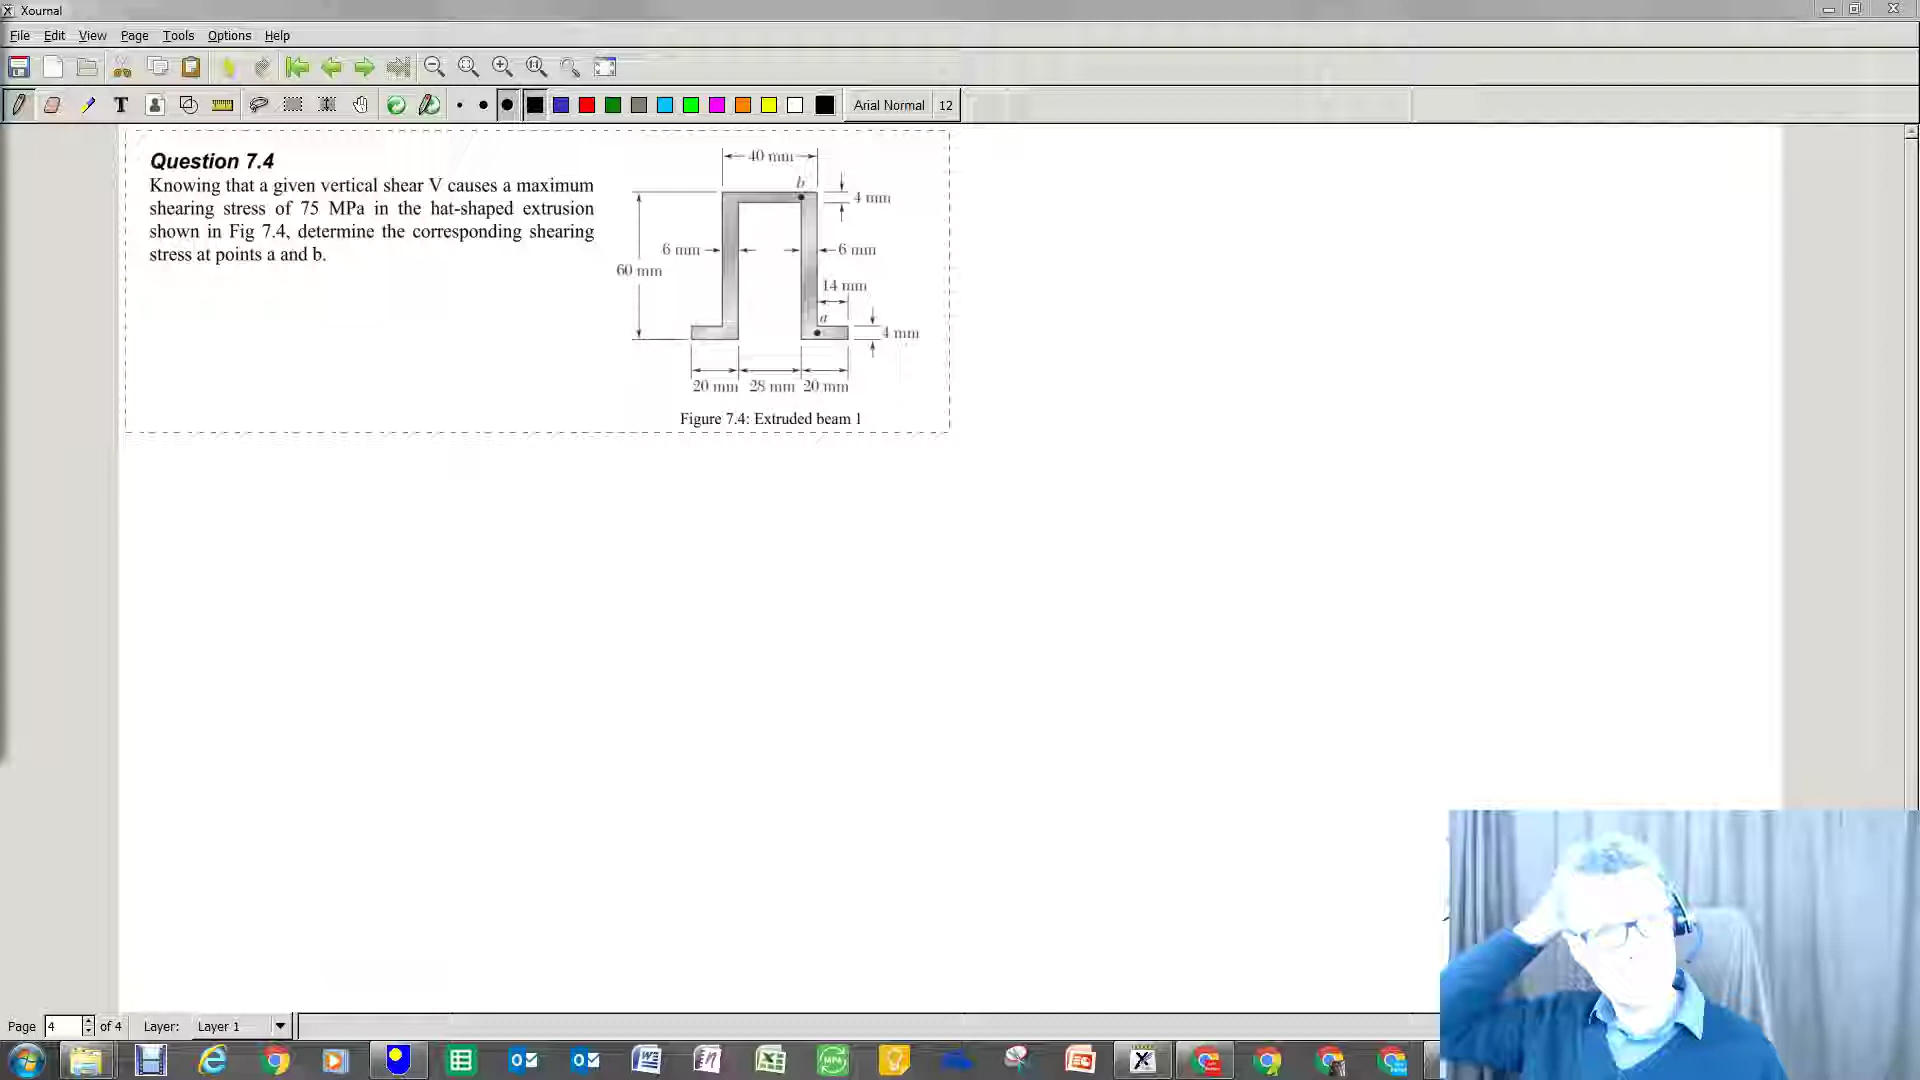 Xournal
File Edit View Page Tools Options Help
T Arial Normal 12
Question 7.4
Knowing that a given vertical shear V causes a maximum
shearing stress of 75 MPa in the hat-shaped extrusion
shown in Fig 7.4, determine the corresponding shearing
stress at points a and b.
40 mm
b
4 mm
6 mm
6 mm
60 mm
14 mm
a
4 mm
20 mm 28 mm 20 mm
Figure 7.4: Extruded beam 1
Page 4 of 4 Layer: Layer 1